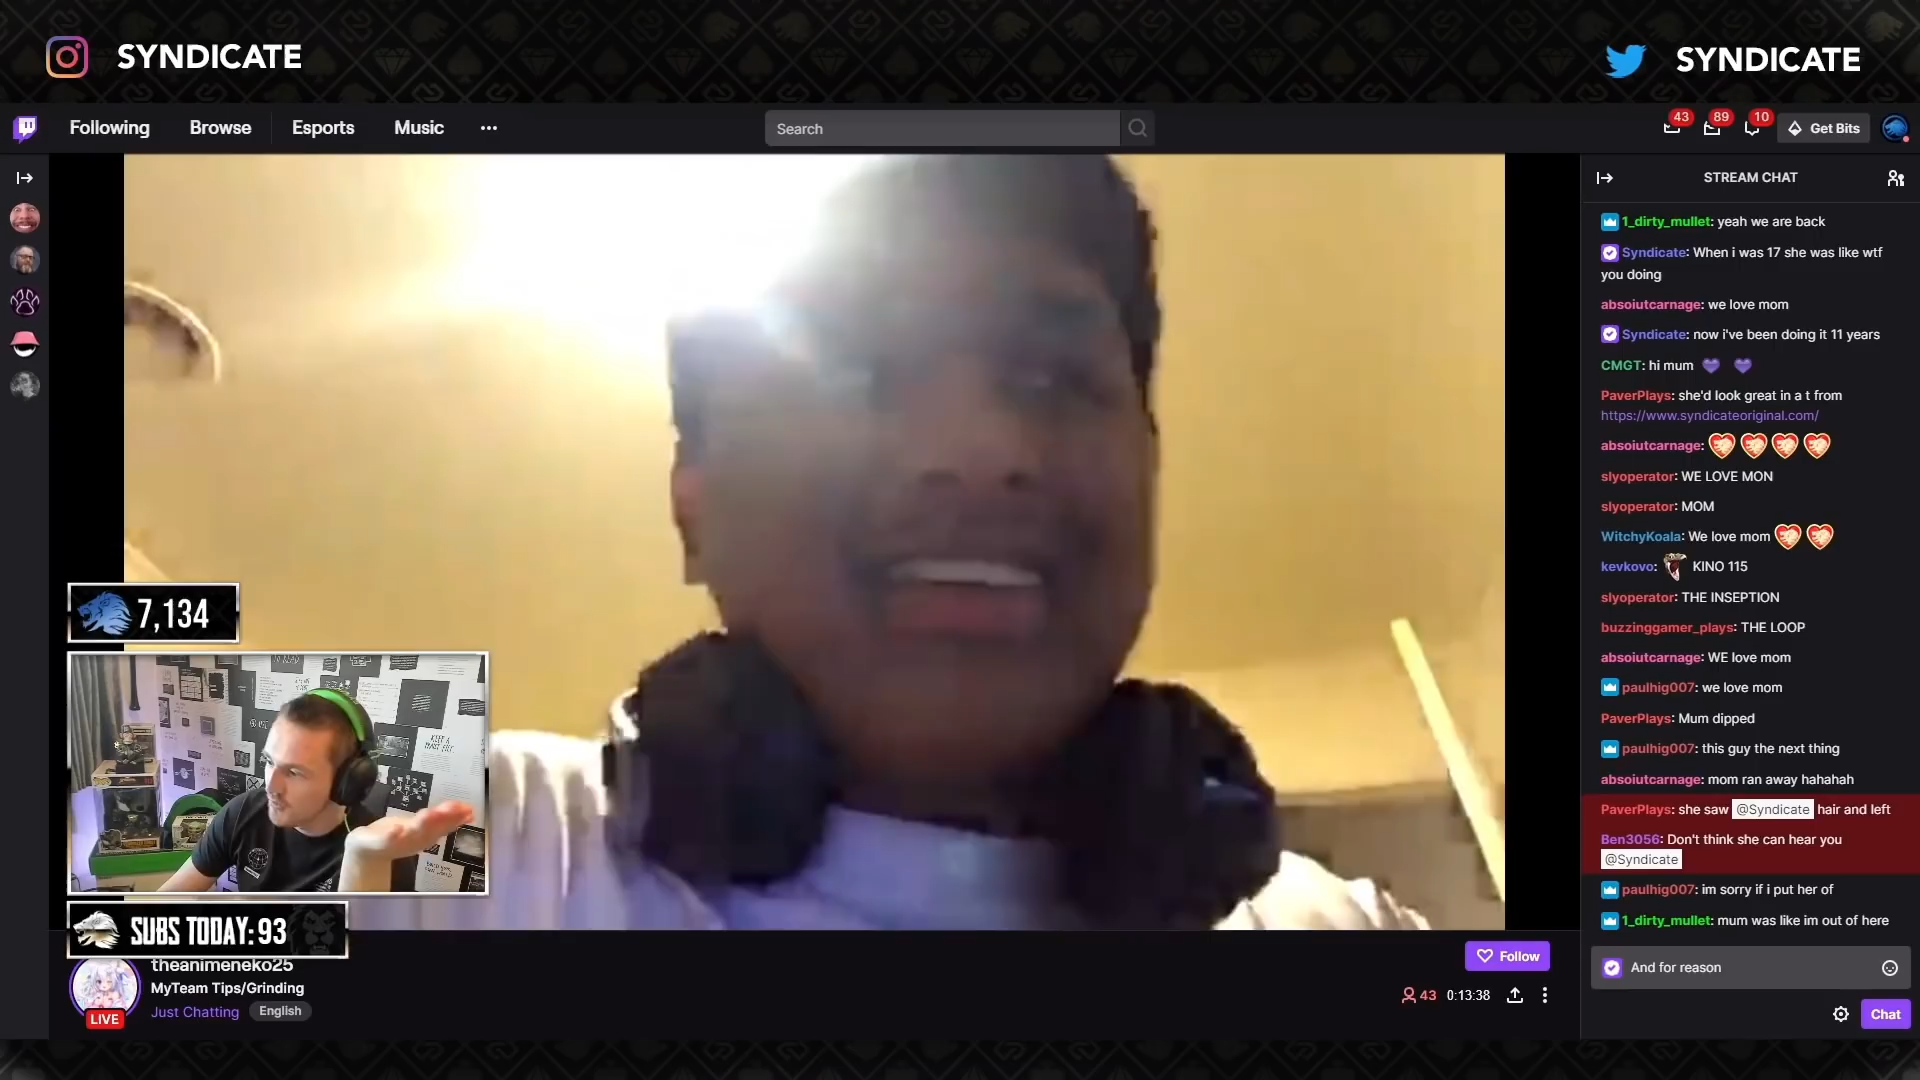 SYNDICATE
SYNDICATE
Following Browse Esports Music
Search
43 89 10 Get Bits
STREAM CHAT
1_dirty_mullet: yeah we are back
Syndicate: When i was 17 she was like wtf
you doing
absoiutcarnage: we love mom
Syndicate: now i've been doing it 11 years
CMGT: hi mum
PaverPlays: she'd look great in a t from
https://www.syndicateoriginal.com/
absoiutcarnage:
slyoperator: WE LOVE MON
slyoperator: MOM
WitchyKoala: We love mom
kevkovo: KINO 115
slyoperator: THE INSEPTION
buzzinggamer_plays: THE LOOP
absoiutcarnage: WE love mom
paulhig007: we love mom
PaverPlays: Mum dipped
paulhig007: this guy the next thing
absoiutcarnage: mom ran away hahahah
PaverPlays: she saw @Syndicate hair and left
Ben3056: Don't think she can hear you
@Syndicate
paulhig007: im sorry if i put her of
1_dirty_mullet: mum was like im out of here
And for reason
Chat
7,134
SUBS TODAY: 93
theanimeneko25
MyTeam Tips/Grinding
Just Chatting English
LIVE
Follow
43 0:13:38